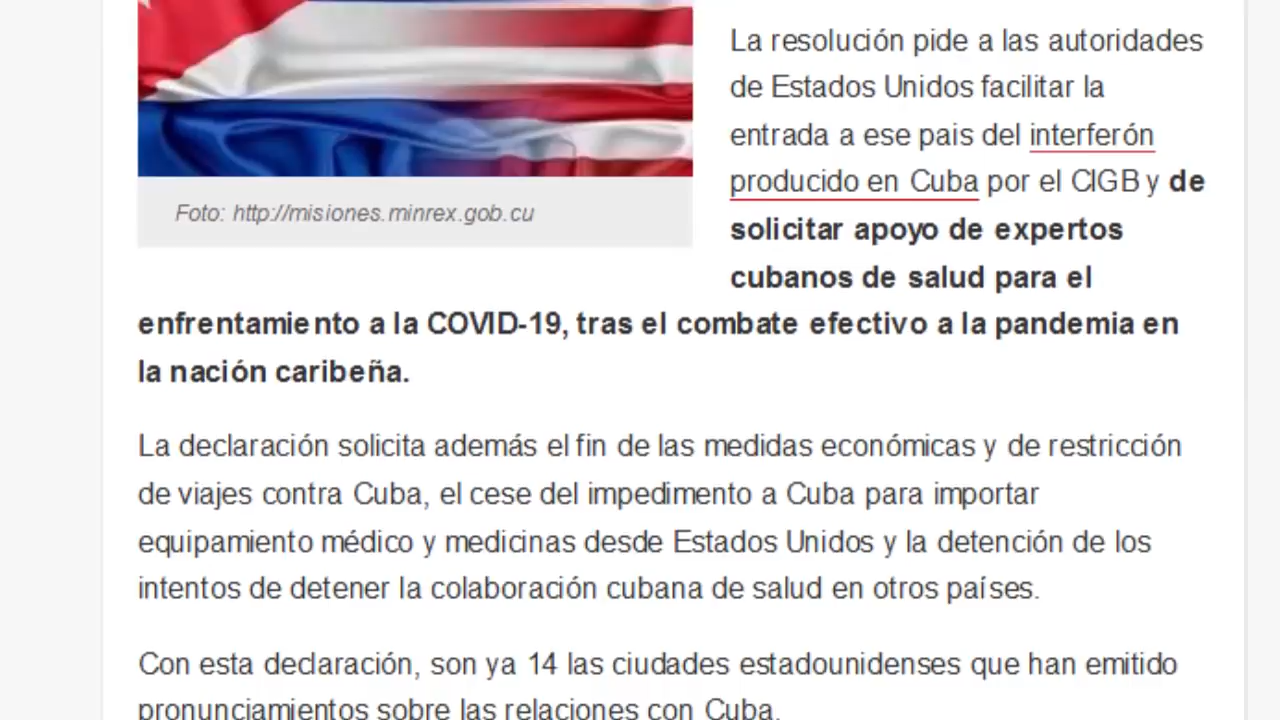 La resolución pide a las autoridades
de Estados Unidos facilitar la
entrada a ese pais del interferón
producido en Cuba por el CIGB y de
solicitar apoyo de expertos
cubanos de salud para el
Foto: http://misiones.minrex.gob.cu
enfrentamiento a la COVID-19, tras el combate efectivo a la pandemia en
la nación caribeña.
La declaración solicita además el fin de las medidas económicas y de restricción
de viajes contra Cuba, el cese del impedimento a Cuba para importar
equipamiento médico y medicinas desde Estados Unidos y la detención de los
intentos de detener la colaboración cubana de salud en otros países.
Con esta declaración, son ya 14 las ciudades estadounidenses que han emitido
pronunciamientos sobre las relaciones con Cuba.